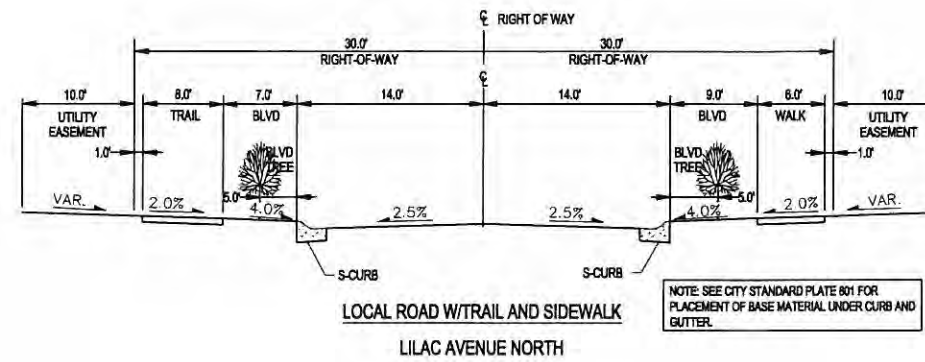 ℄ RIGHT OF WAY
30.0' 30.0'
RIGHT-OF-WAY RIGHT-OF-WAY
℄
10.0' 8.0' 7.0' 14.0' 14.0' 9.0' 6.0' 10.0'
UTILITY EASEMENT TRAIL BLVD BLVD WALK UTILITY EASEMENT
1.0' BLVD TREE BLVD TREE 1.0'
5.0' 5.0'
VAR. 2.0% 4.0% 2.5% 2.5% 4.0% 2.0% VAR.
S-CURB S-CURB
NOTE: SEE CITY STANDARD PLATE 801 FOR
PLACEMENT OF BASE MATERIAL UNDER CURB AND
GUTTER.
LOCAL ROAD W/TRAIL AND SIDEWALK
LILAC AVENUE NORTH